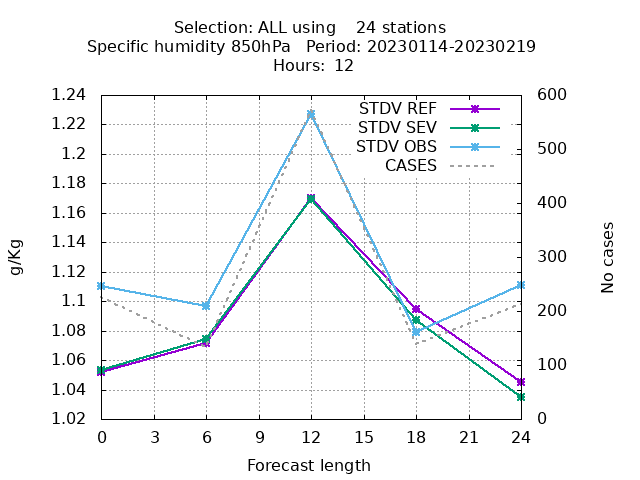 Selection: ALL using    24 stations
Specific humidity 850hPa   Period: 20230114-20230219
Hours:  12
STDV REF
STDV SEV
STDV OBS
CASES
1.24
1.22
1.2
1.18
1.16
1.14
1.12
1.1
1.08
1.06
1.04
1.02
600
500
400
300
200
100
0
g/Kg
No cases
0 3 6 9 12 15 18 21 24
Forecast length